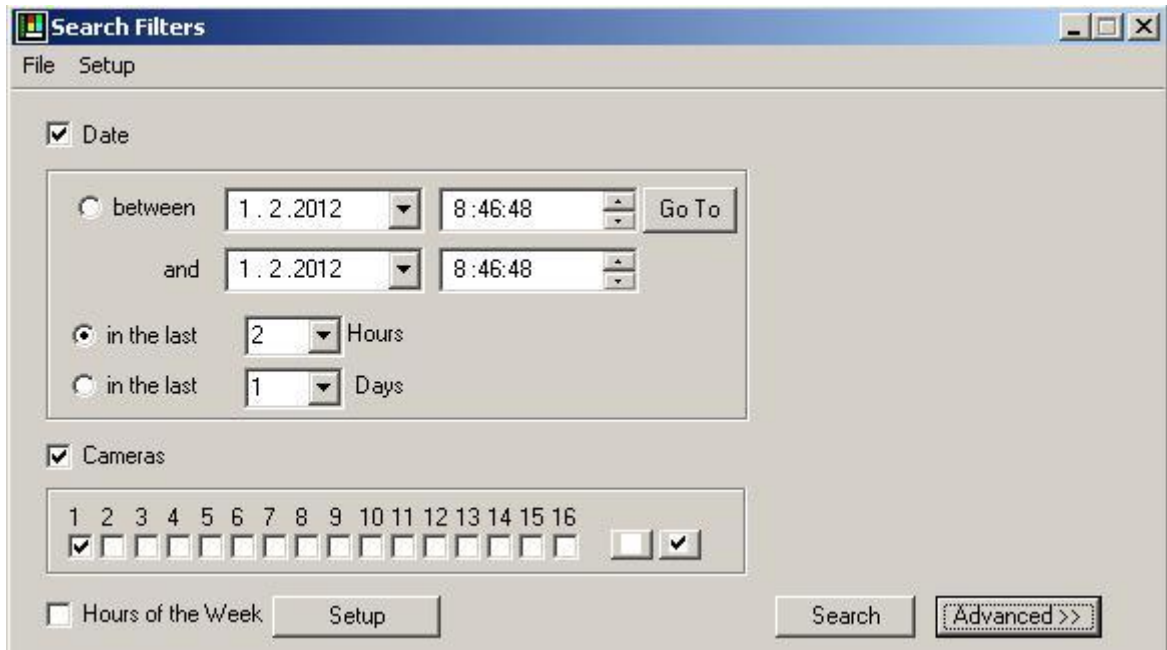 Search Filters
File Setup
Date
between 1 . 2 .2012 8 :46:48 Go To
and 1 . 2 .2012 8 :46:48
in the last 2 Hours
in the last 1 Days
Cameras
1 2 3 4 5 6 7 8 9 10 11 12 13 14 15 16
Hours of the Week Setup Search Advanced >>